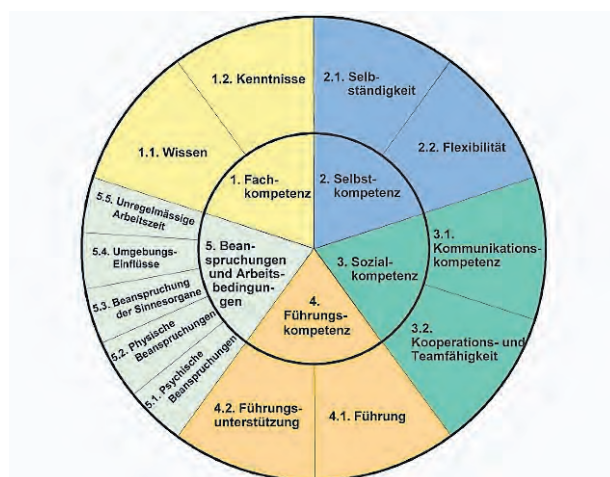 1.2. Kenntnisse
1.1. Wissen
1. Fach-
kompetenz
2.1. Selb-
ständigkeit
2.2. Flexibilität
2. Selbst-
kompetenz
3.1.
Kommunikations-
kompetenz
3.2.
Kooperations- und
Teamfähigkeit
3. Sozial-
kompetenz
4.1. Führung
4.2. Führungs-
unterstützung
4.
Führungs-
kompetenz
5. Bean-
spruchungen
und Arbeits-
bedingun-
gen
5.5. Unregelmässige
Arbeitszeit
5.4. Umgebungs-
Einflüsse
5.3. Beanspruchung
der Sinnesorgane
5.2. Physische
Beanspruchungen
5.1. Psychische
Beanspruchungen